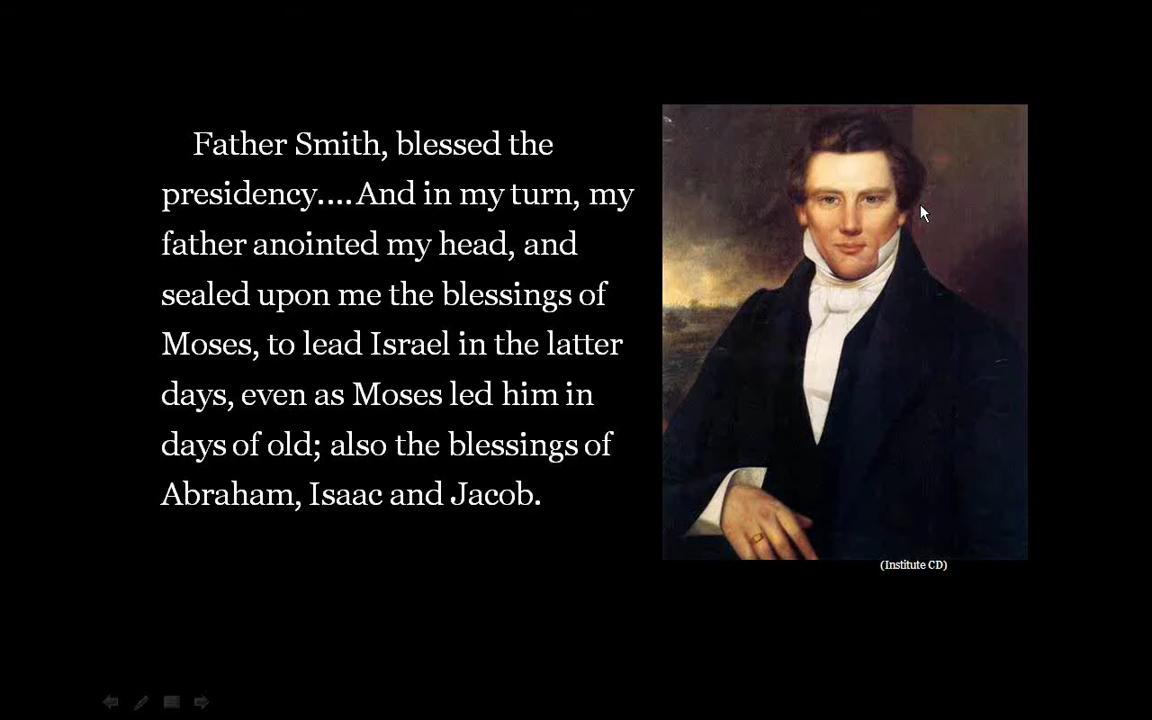 Father Smith, blessed the
presidency....And in my turn, my
father anointed my head, and
sealed upon me the blessings of
Moses, to lead Israel in the latter
days, even as Moses led him in
days of old; also the blessings of
Abraham, Isaac and Jacob.
(Institute CD)